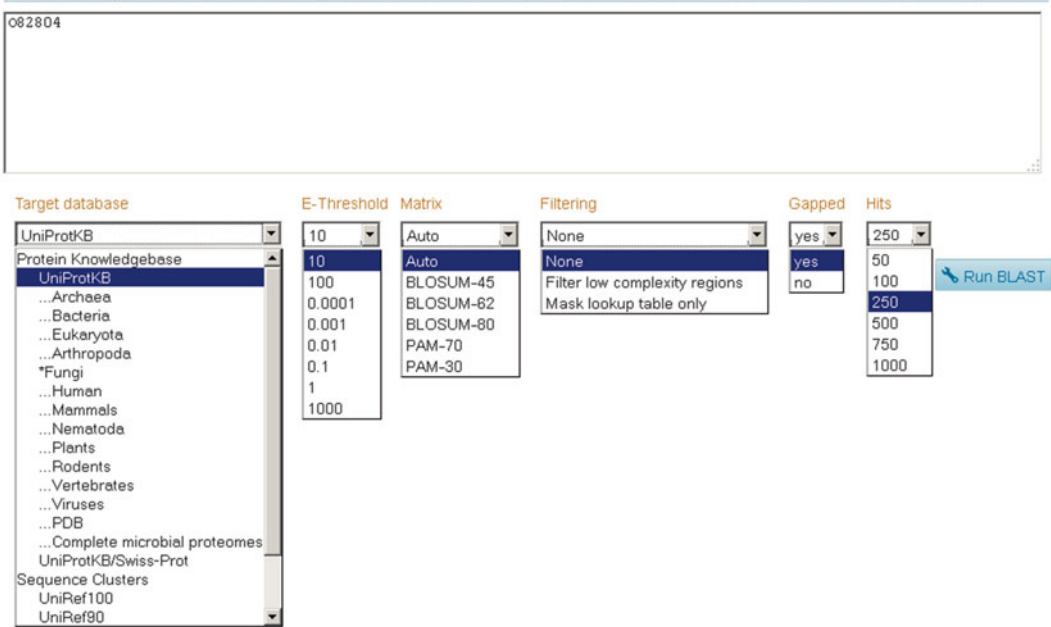 O82804
Target database E-Threshold Matrix Filtering Gapped Hits
UniProtKB 10 Auto None yes 250
Protein Knowledgebase
UniProtKB
...Archaea
...Bacteria
...Eukaryota
...Arthropoda
*Fungi
...Human
...Mammals
...Nematoda
...Plants
...Rodents
...Vertebrates
...Viruses
...PDB
...Complete microbial proteomes
UniProtKB/Swiss-Prot
Sequence Clusters
UniRef100
UniRef90
10
100
0.0001
0.001
0.01
0.1
1
1000
Auto
BLOSUM-45
BLOSUM-62
BLOSUM-80
PAM-70
PAM-30
None
Filter low complexity regions
Mask lookup table only
yes
no
50
100
250
500
750
1000
Run BLAST